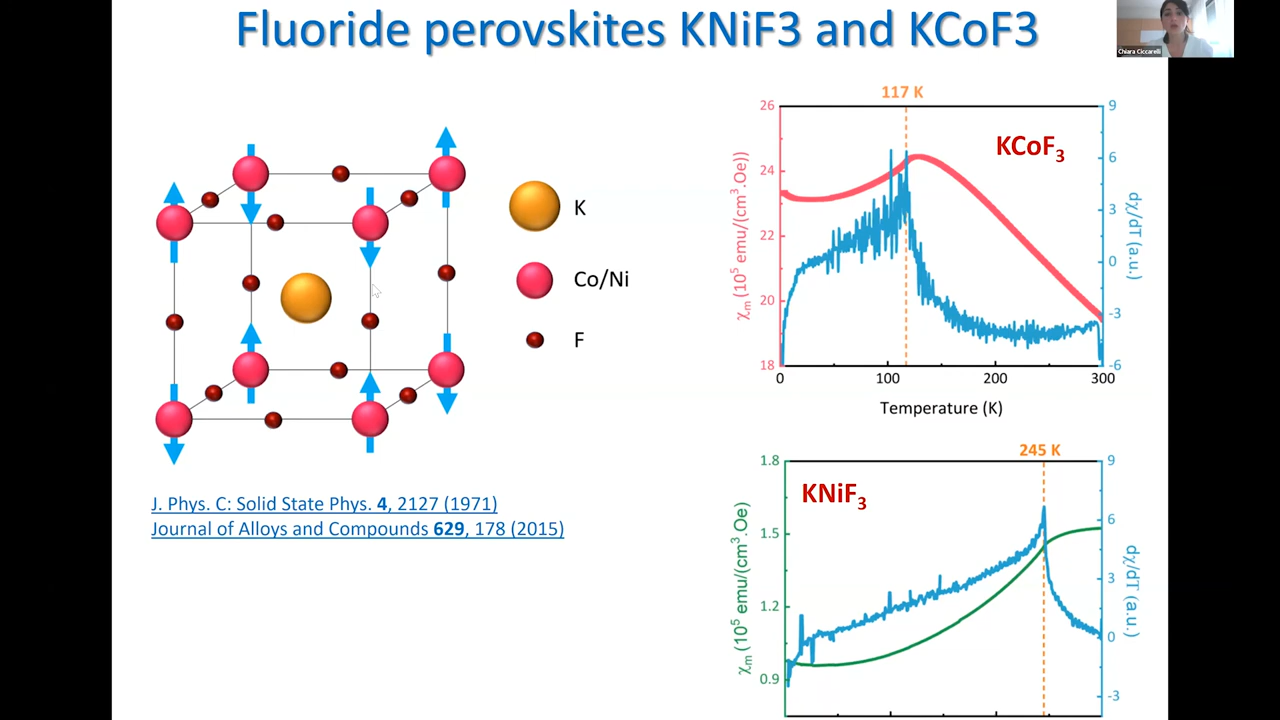 Fluoride perovskites KNiF3 and KCoF3
Chiara Ciccarelli
K
Co/Ni
F
J. Phys. C: Solid State Phys. 4, 2127 (1971)
Journal of Alloys and Compounds 629, 178 (2015)
117 K
26
24
22
20
18
χm (10⁵ emu/(cm³.Oe))
KCoF₃
9
6
3
0
-3
-6
dχ/dT (a.u.)
0
100
200
300
Temperature (K)
245 K
1.8
1.5
1.2
0.9
χm (10⁵ emu/(cm³.Oe)
KNiF₃
9
6
3
0
-3
dχ/dT (a.u.)